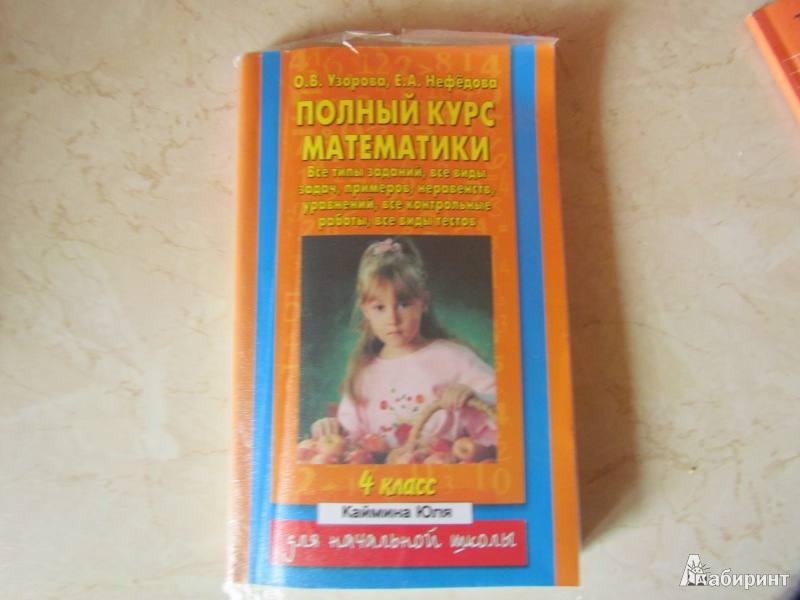 О.В. Узорова, Е.А. Нефёдова
ПОЛНЫЙ КУРС
МАТЕМАТИКИ
Все типы заданий, все виды
задач, примеров, неравенств,
уравнений, все контрольные
работы, все виды тестов
4 класс
Каймина Юля
для начальной школы
Лабиринт